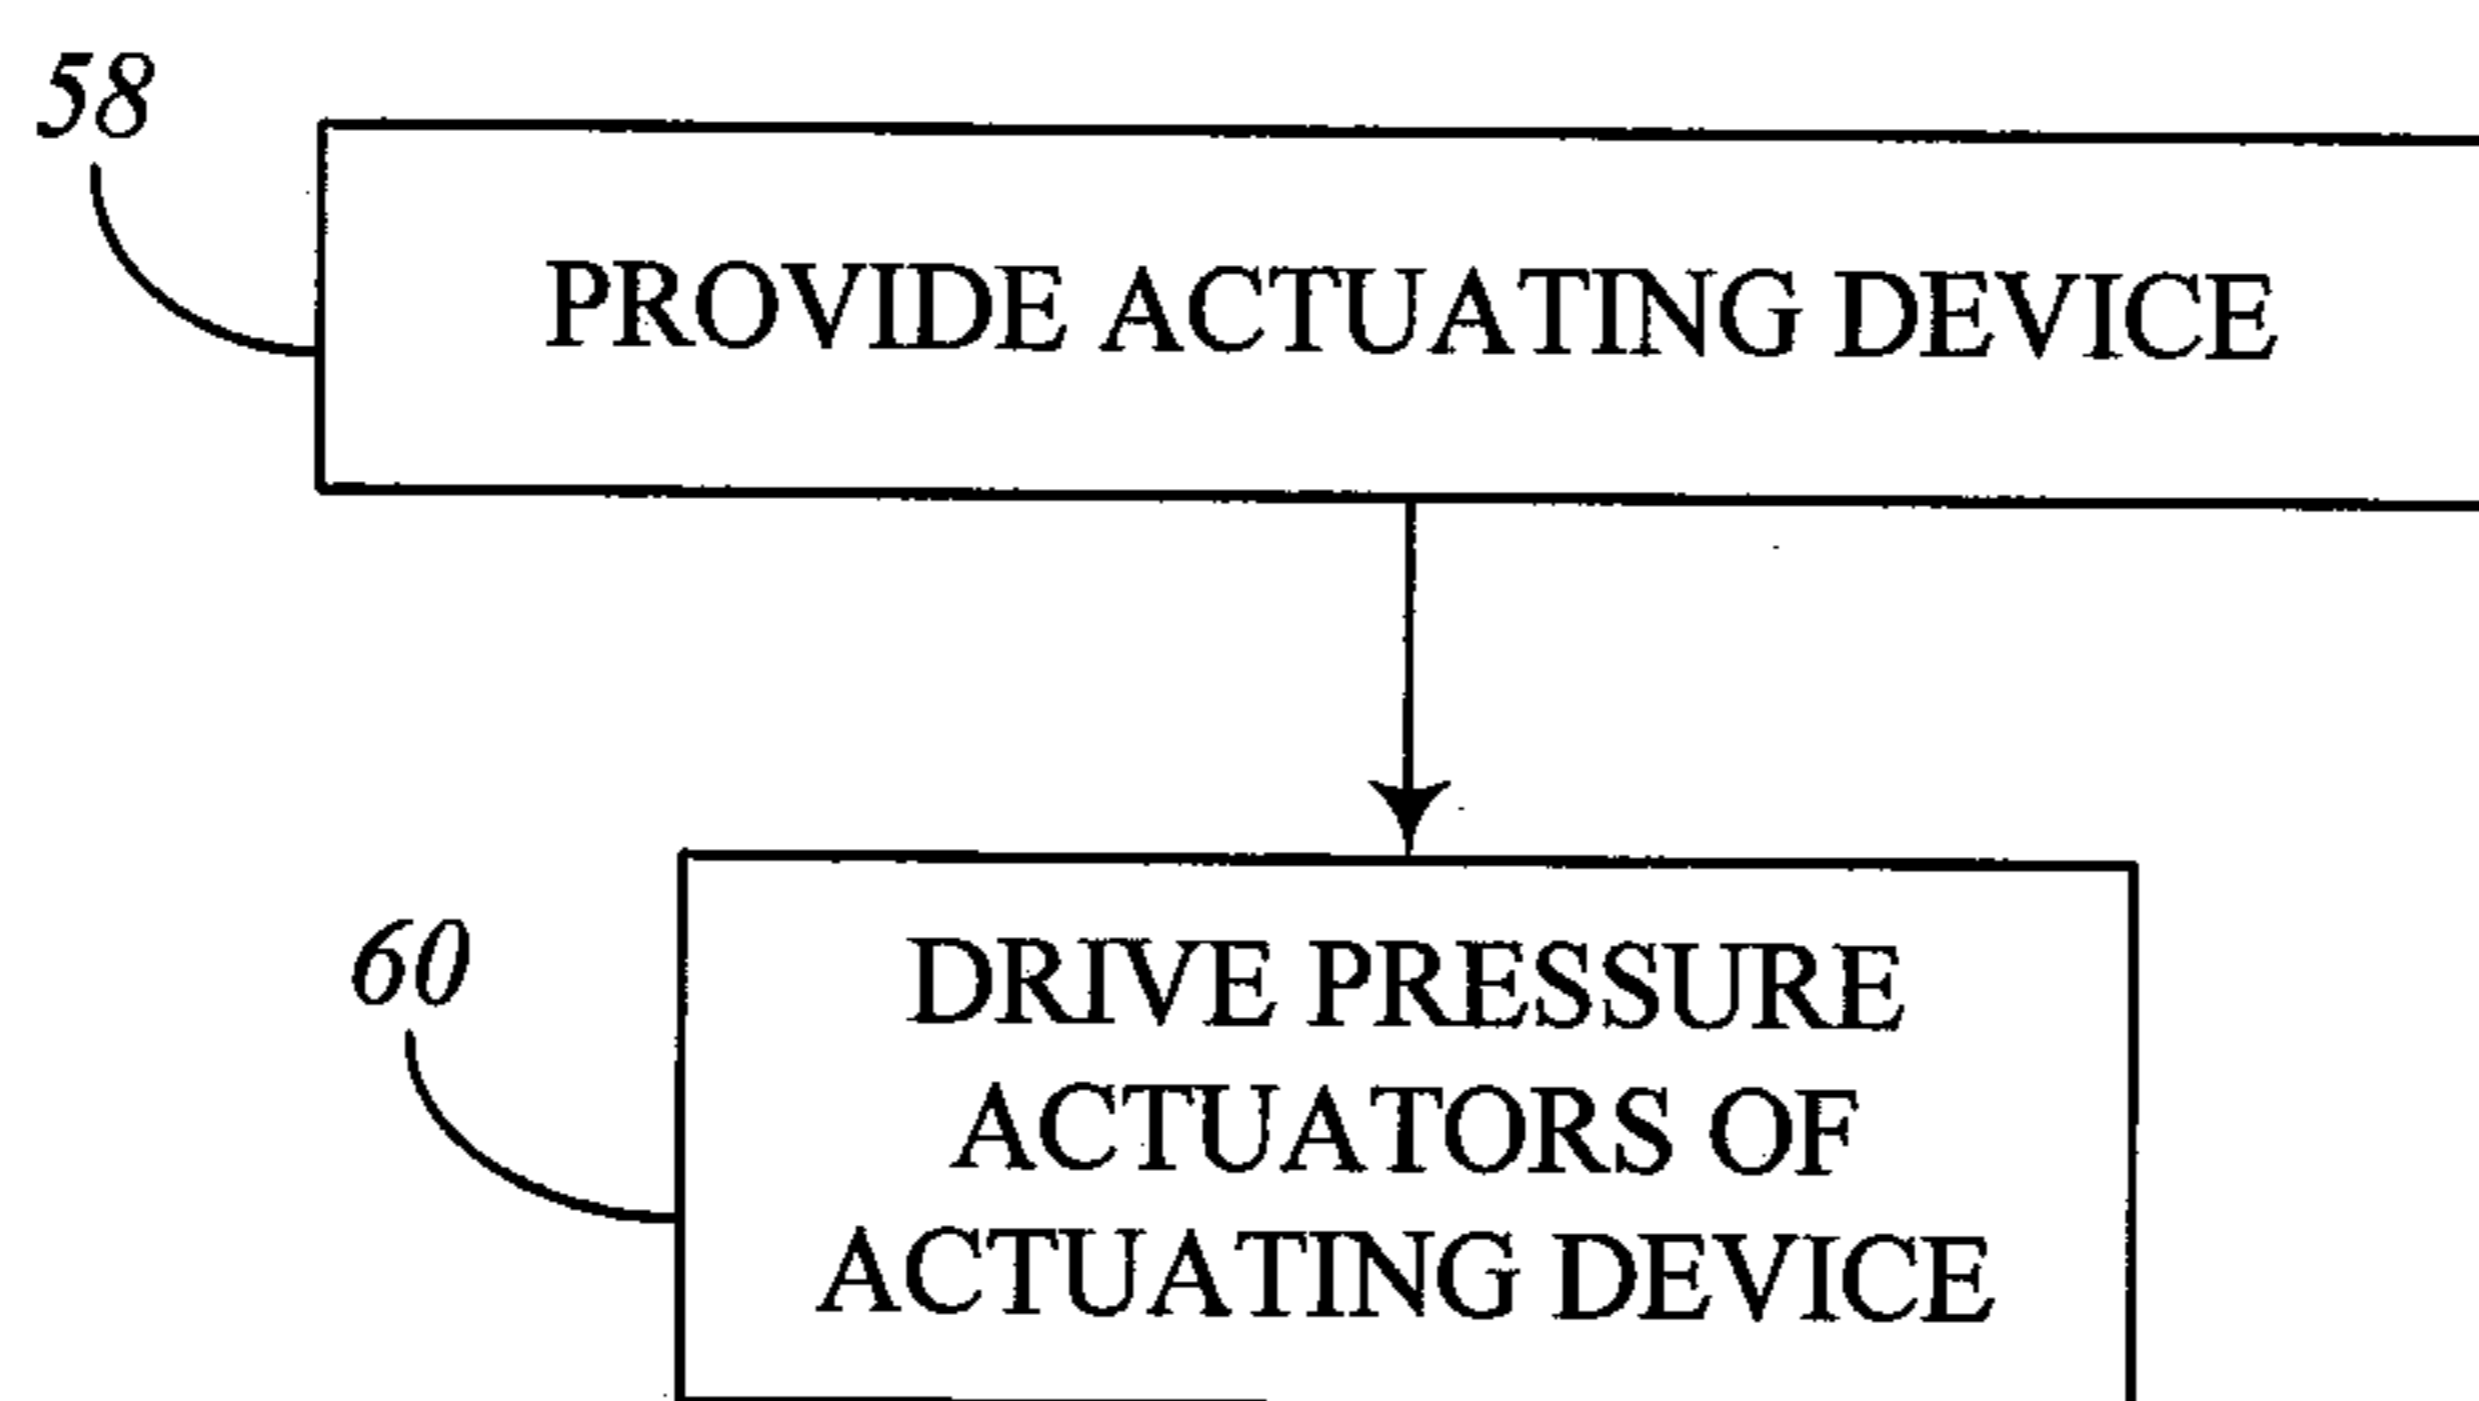 58
PROVIDE ACTUATING DEVICE
60
DRIVE PRESSURE
ACTUATORS OF
ACTUATING DEVICE